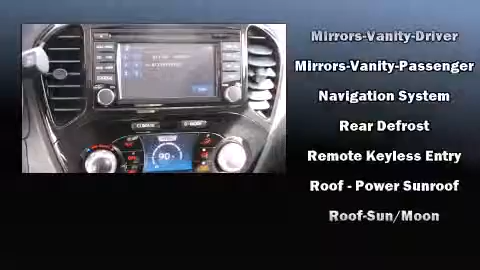 Mirrors-Vanity-Driver
Mirrors-Vanity-Passenger
Navigation System
Rear Defrost
Remote Keyless Entry
Roof - Power Sunroof
Roof-Sun/Moon
90